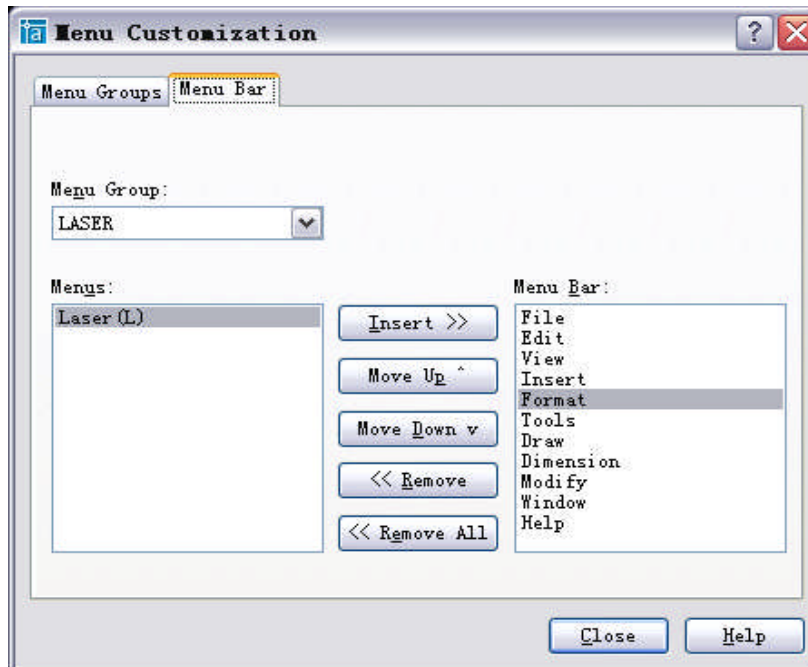 Menu Customization
Menu Groups
Menu Bar
Menu Group:
LASER
Menus:
Laser(L)
Insert >>
Move Up ^
Move Down v
<< Remove
<< Remove All
Menu Bar:
File
Edit
View
Insert
Format
Tools
Draw
Dimension
Modify
Window
Help
Close
Help